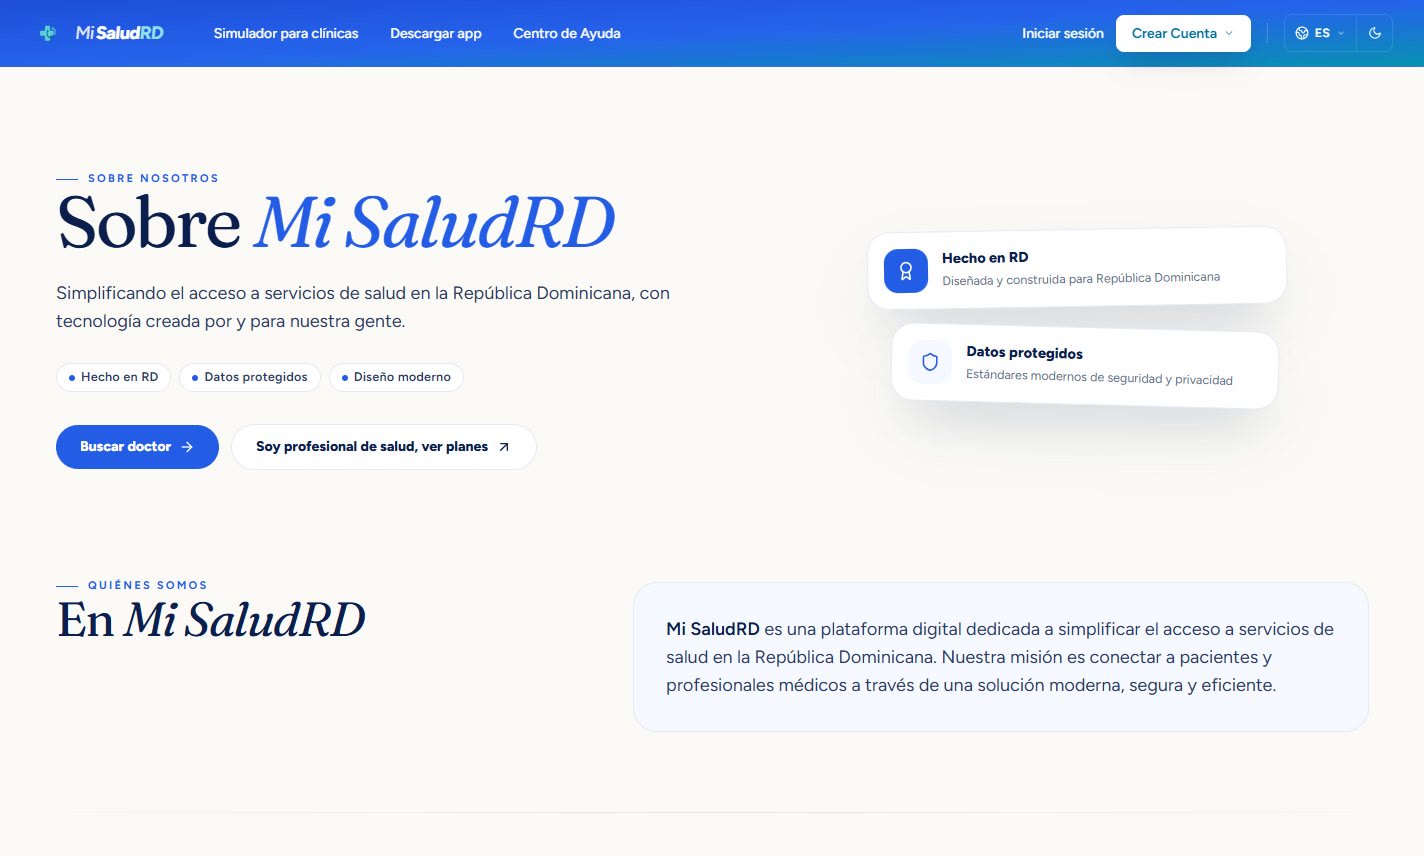 Mi SaludRD
Simulador para clínicas
Descargar app
Centro de Ayuda
Iniciar sesión
Crear Cuenta
ES
SOBRE NOSOTROS
Sobre Mi SaludRD
Simplificando el acceso a servicios de salud en la República Dominicana, con
tecnología creada por y para nuestra gente.
Hecho en RD
Datos protegidos
Diseño moderno
Buscar doctor
Soy profesional de salud, ver planes
Hecho en RD
Diseñada y construida para República Dominicana
Datos protegidos
Estándares modernos de seguridad y privacidad
QUIÉNES SOMOS
En Mi SaludRD
Mi SaludRD es una plataforma digital dedicada a simplificar el acceso a servicios de
salud en la República Dominicana. Nuestra misión es conectar a pacientes y
profesionales médicos a través de una solución moderna, segura y eficiente.